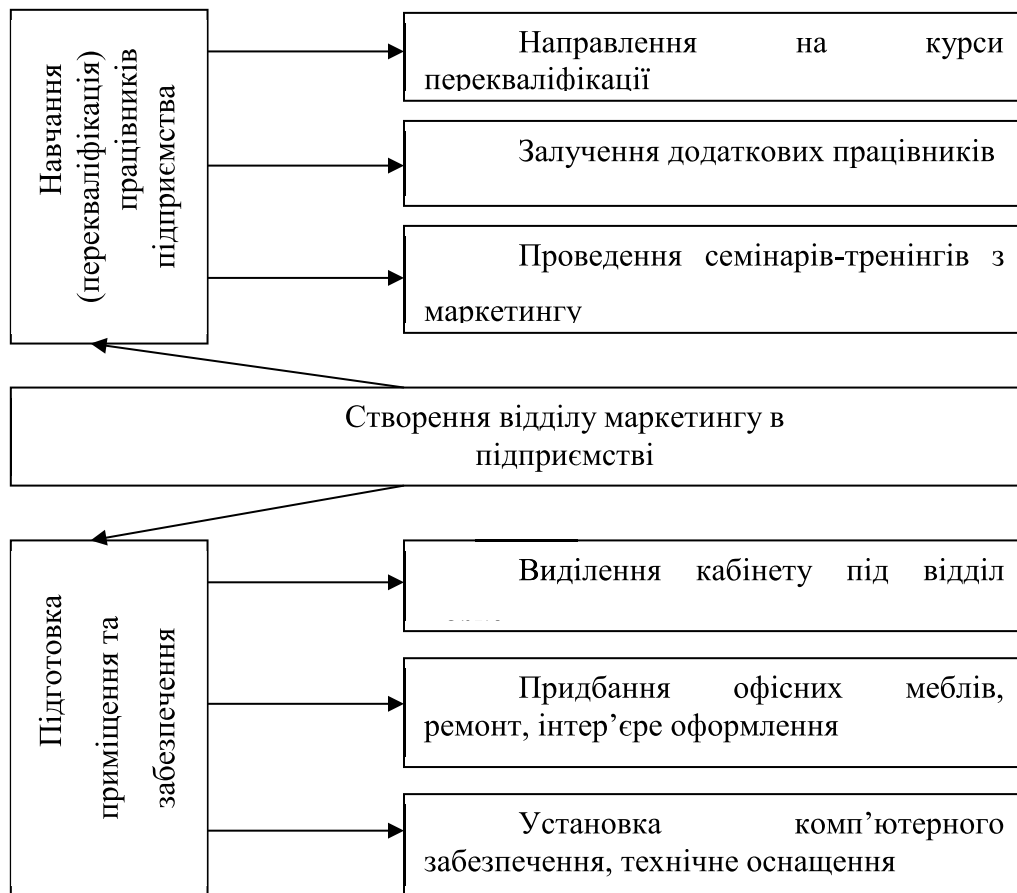 Навчання
(перекваліфікація)
працівників
підприємства
Направлення на курси
перекваліфікації
Залучення додаткових працівників
Проведення семінарів-тренінгів з
маркетингу
Створення відділу маркетингу в
підприємстві
Підготовка
приміщення та
забезпечення
Виділення кабінету під відділ
Придбання офісних меблів,
ремонт, інтер’єре оформлення
Установка комп’ютерного
забезпечення, технічне оснащення